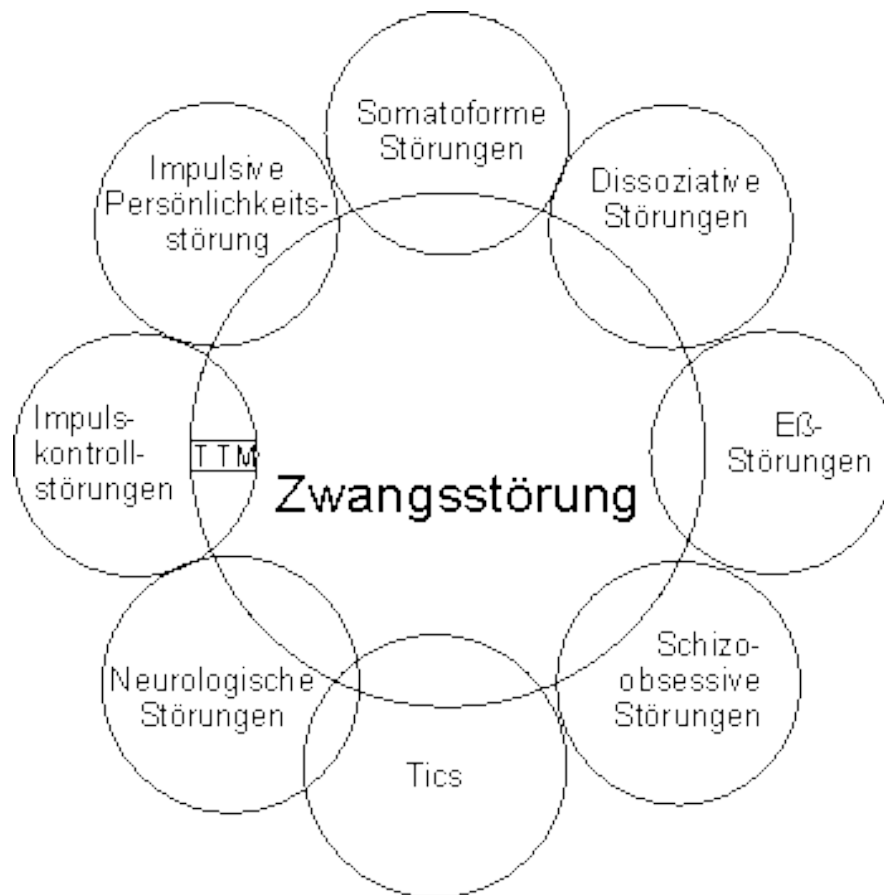 Somatoforme
Störungen
Impulsive
Persönlichkeits-
störung
Dissoziative
Störungen
Impuls-
kontroll-
störungen
TTM
Zwangsstörung
Eß-
Störungen
Neurologische
Störungen
Schizo-
obsessive
Störungen
Tics